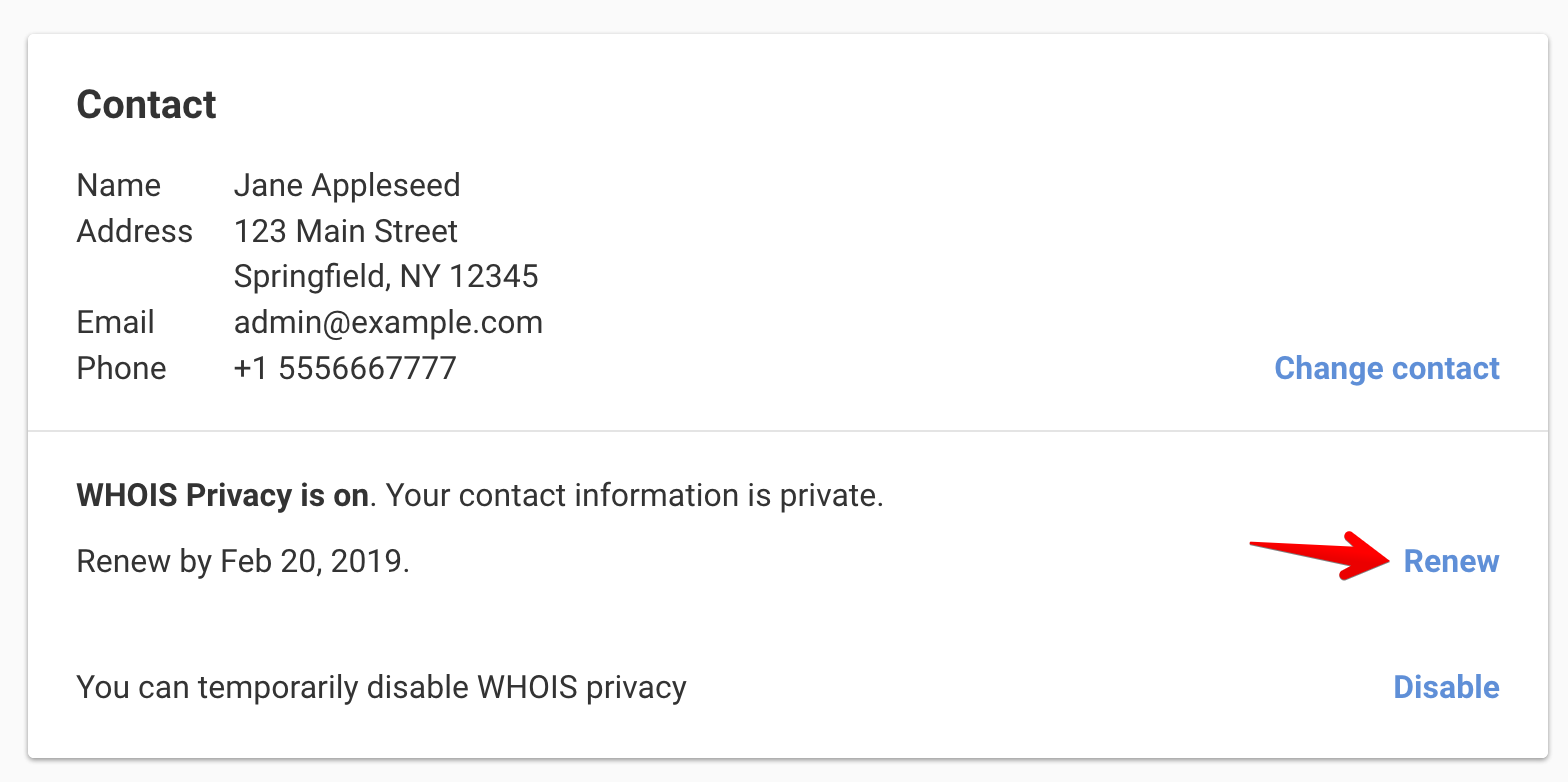 Contact
Name Jane Appleseed
Address 123 Main Street
Springfield, NY 12345
Email admin@example.com
Phone +1 5556667777
Change contact
WHOIS Privacy is on. Your contact information is private.
Renew by Feb 20, 2019.
Renew
You can temporarily disable WHOIS privacy
Disable